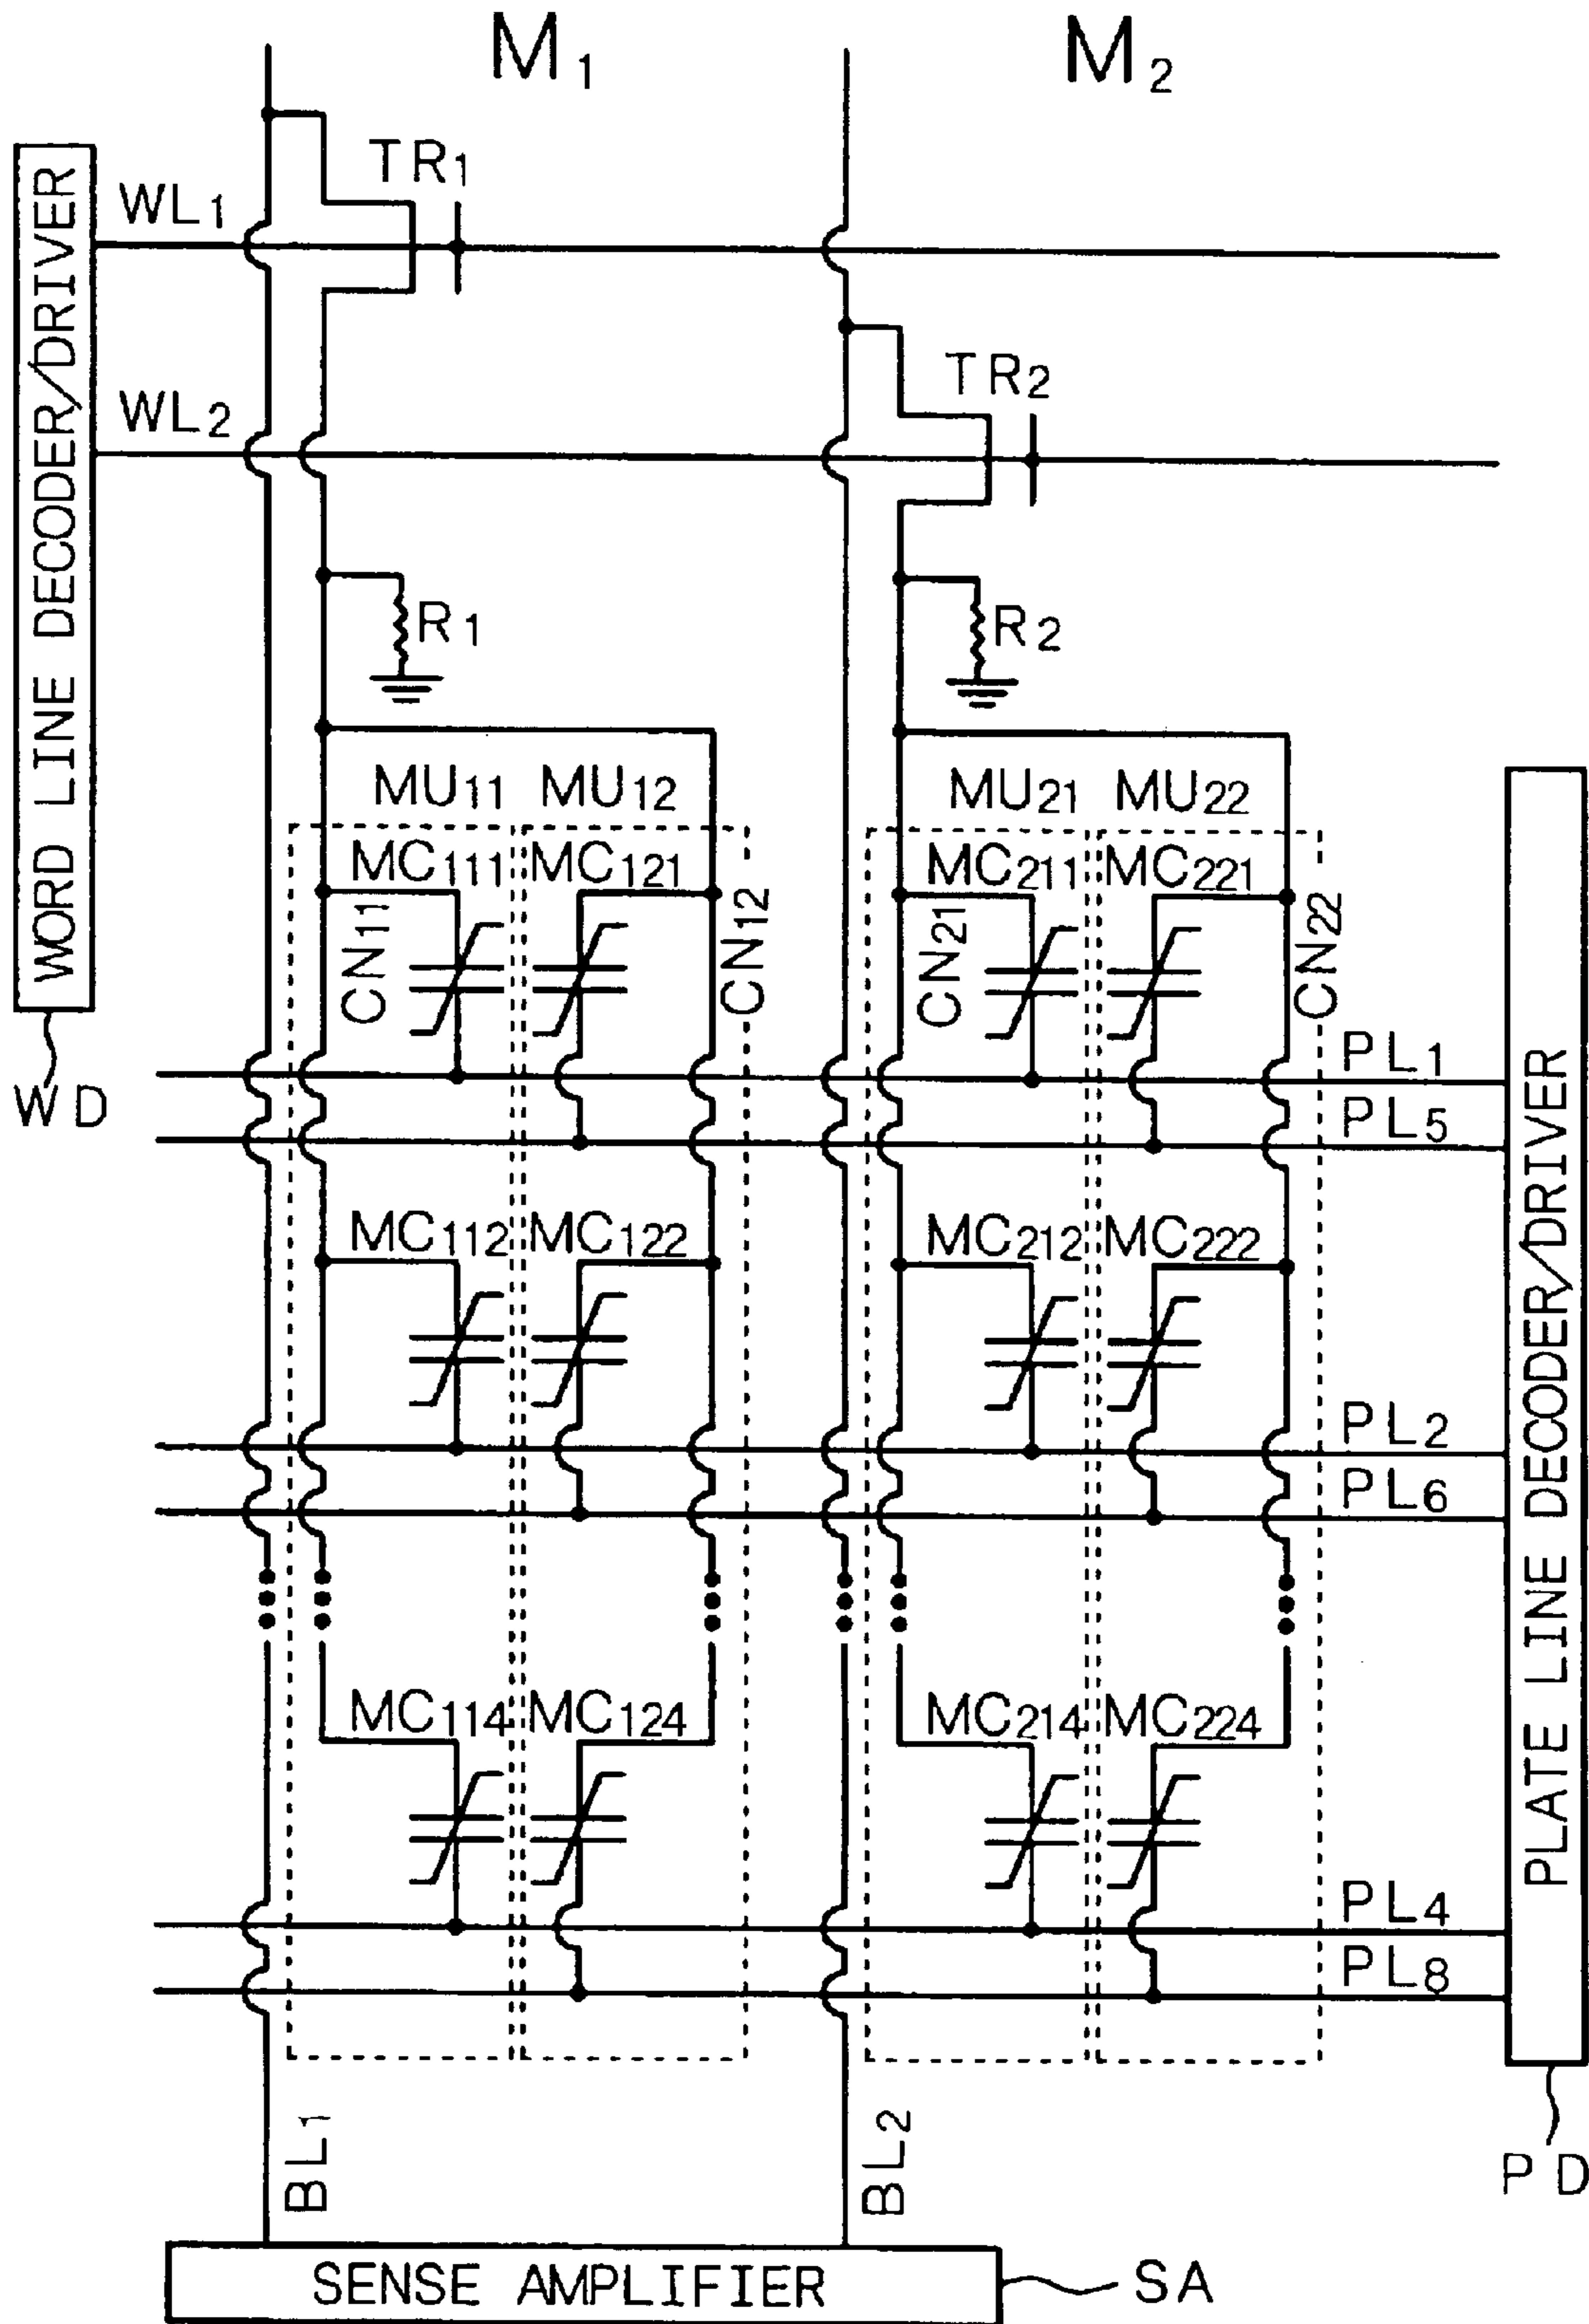 M1
M2
TR1
WL1
WORD LINE DECODER/DRIVER
TR2
WL2
R1
R2
MU11
MU12
MU21
MU22
MC111
MC121
MC211
MC221
CN11
CN12
CN21
CN22
WD
PL1
PL5
MC112
MC122
MC212
MC222
PL2
PL6
MC114
MC124
MC214
MC224
PL4
PL8
PLATE LINE DECODER/DRIVER
BL1
BL2
PD
SENSE AMPLIFIER
SA